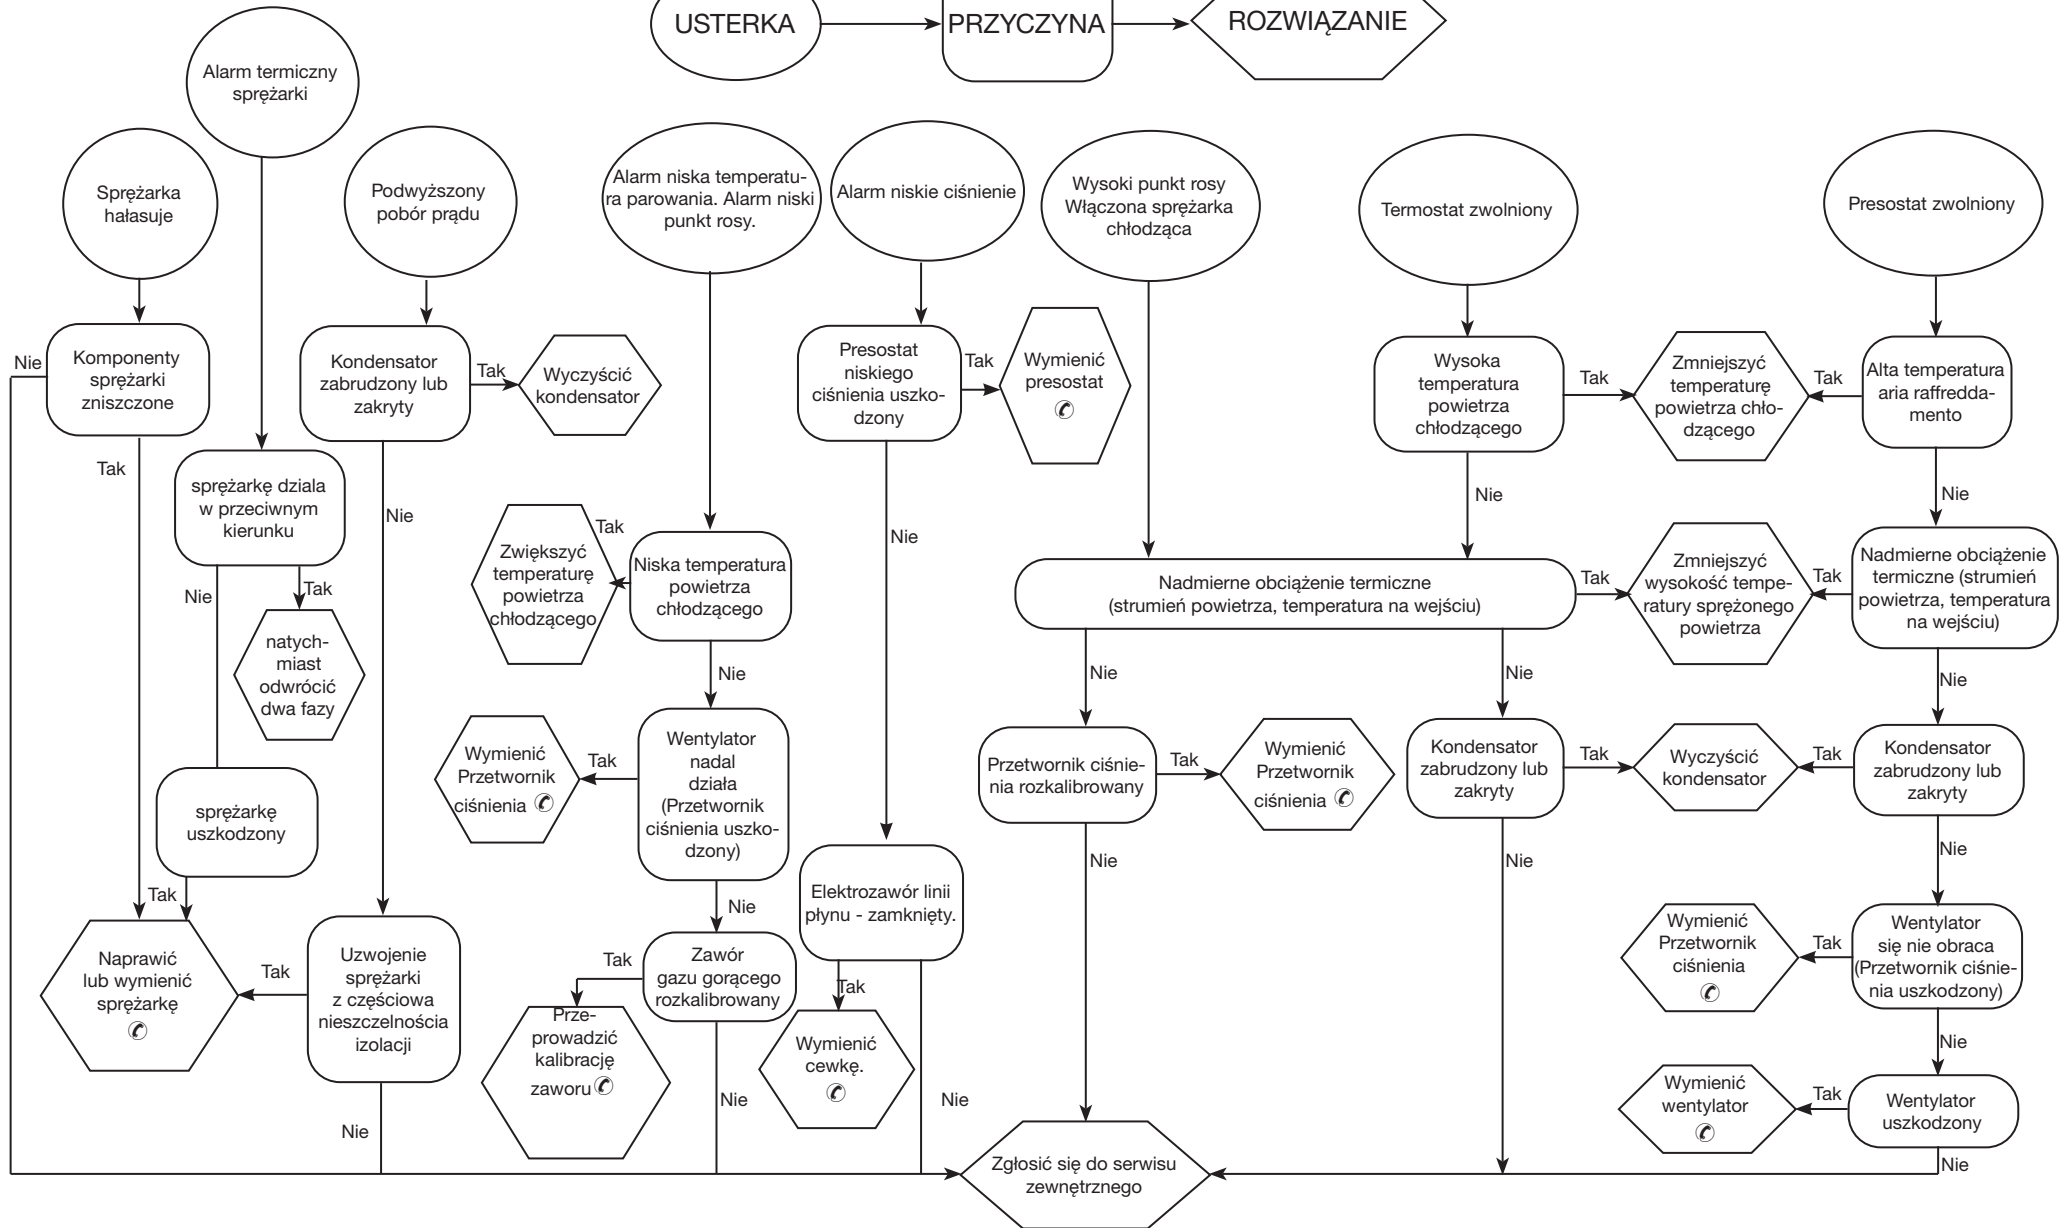 USTERKA
PRZYCZYNA
ROZWIĄZANIE
Alarm termiczny
sprężarki
Sprężarka
hałasuje
Podwyższony
pobór prądu
Alarm niska temperatu-
ra parowania. Alarm niski
punkt rosy.
Alarm niskie ciśnienie
Wysoki punkt rosy
Włączona sprężarka
chłodząca
Termostat zwolniony
Presostat zwolniony
Nie
Komponenty
sprężarki
zniszczone
Tak
Kondensator
zabrudzony lub
zakryty
Tak
Wyczyścić
kondensator
Nie
Presostat
niskiego
ciśnienia uszko-
dzony
Tak
Wymienić
presostat
✆
Nie
Wysoka
temperatura
powietrza
chłodzącego
Tak
Zmniejszyć
temperaturę
powietrza chło-
dzącego
Tak
Alta temperatura
aria raffredda-
mento
Nie
Nie
sprężarkę dziala
w przeciwnym
kierunku
Nie
Tak
natych-
miast
odwrócić
dwa fazy
Zwiększyć
temperaturę
powietrza
chłodzącego
Tak
Niska temperatura
powietrza
chłodzącego
Nie
Nadmierne obciążenie termiczne
(strumień powietrza, temperatura na wejściu)
Tak
Zmniejszyć
wysokość tempe-
ratury sprężonego
powietrza
Tak
Nadmierne obciążenie
termiczne (strumień
powietrza, temperatura
na wejściu)
Nie
Nie
Nie
Wymienić
Przetwornik
ciśnienia ✆
Tak
Wentylator
nadal
działa
(Przetwornik
ciśnienia uszko-
dzony)
Nie
Przetwornik ciśnie-
nia rozkalibrowany
Tak
Wymienić
Przetwornik
ciśnienia ✆
Nie
Kondensator
zabrudzony lub
zakryty
Tak
Wyczyścić
kondensator
Tak
Kondensator
zabrudzony lub
zakryty
Nie
Nie
sprężarkę
uszkodzony
Tak
Naprawić
lub wymienić
sprężarkę
✆
Tak
Uzwojenie
sprężarki
z częściowa
nieszczelnościa
izolacji
Nie
Tak
Zawór
gazu gorącego
rozkalibrowany
Nie
Prze-
prowadzić
kalibrację
zaworu ✆
Elektrozawór linii
płynu - zamknięty.
Tak
Wymienić
cewkę.
✆
Nie
Wymienić
Przetwornik
ciśnienia
✆
Tak
Wentylator
się nie obraca
(Przetwornik ciśnie-
nia uszkodzony)
Nie
Wymienić
wentylator
✆
Tak
Wentylator
uszkodzony
Nie
Zgłosić się do serwisu
zewnętrznego